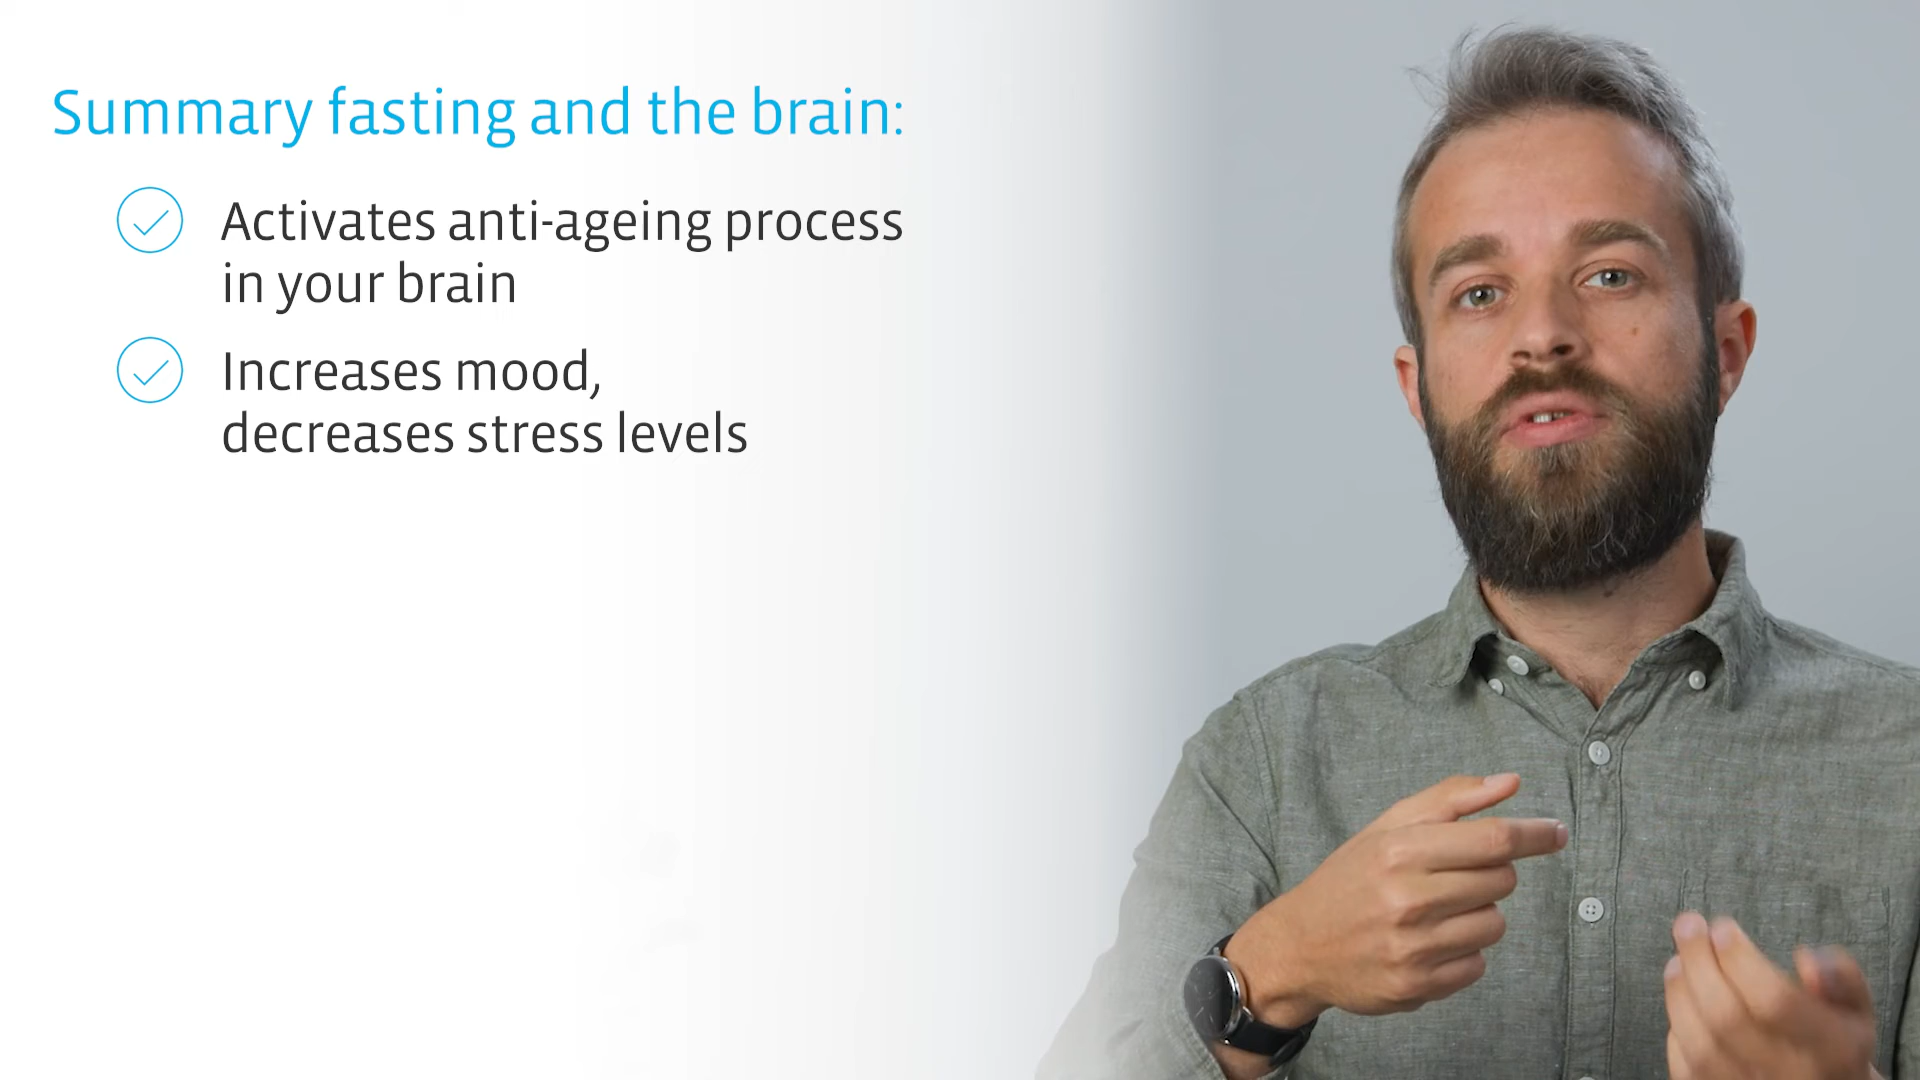 Summary fasting and the brain:
Activates anti-ageing process
in your brain
Increases mood,
decreases stress levels